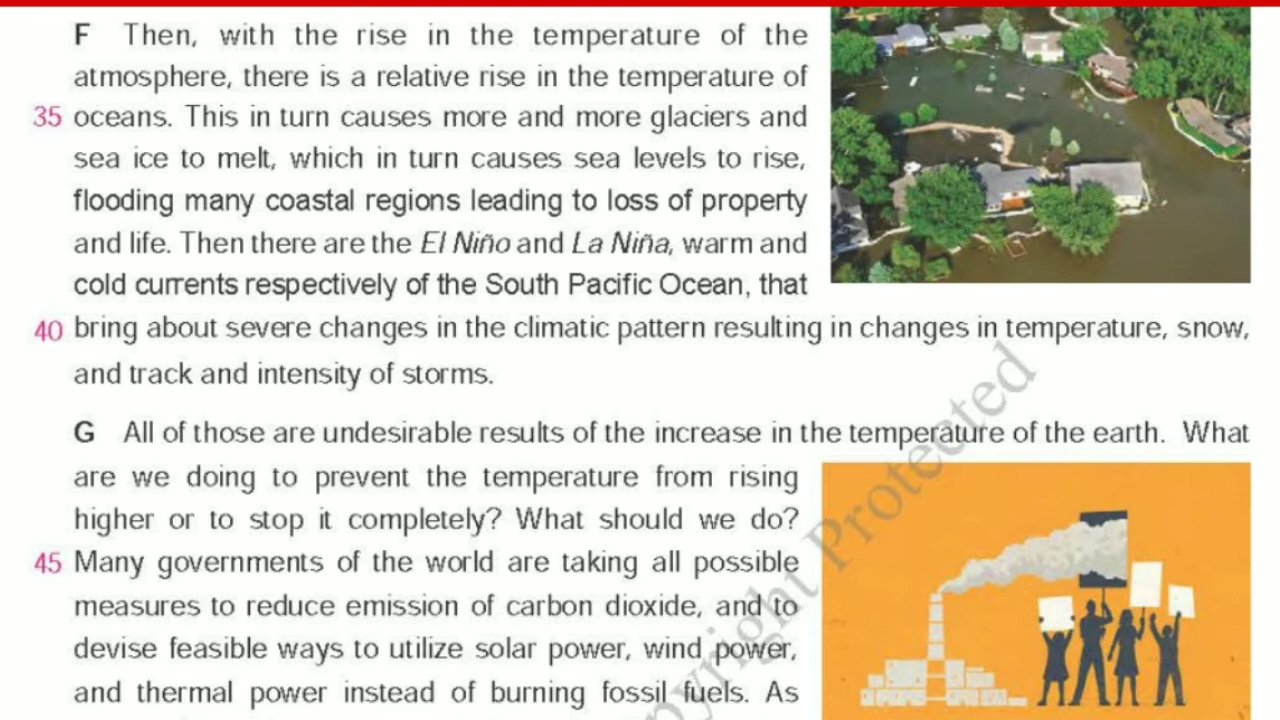 F Then, with the rise in the temperature of the
atmosphere, there is a relative rise in the temperature of
35 oceans. This in turn causes more and more glaciers and
sea ice to melt, which in turn causes sea levels to rise,
flooding many coastal regions leading to loss of property
and life. Then there are the El Niño and La Niña, warm and
cold currents respectively of the South Pacific Ocean, that
40 bring about severe changes in the climatic pattern resulting in changes in temperature, snow,
and track and intensity of storms.
G All of those are undesirable results of the increase in the temperature of the earth. What
are we doing to prevent the temperature from rising
higher or to stop it completely? What should we do?
45 Many governments of the world are taking all possible
measures to reduce emission of carbon dioxide, and to
devise feasible ways to utilize solar power, wind power,
and thermal power instead of burning fossil fuels. As
Protected